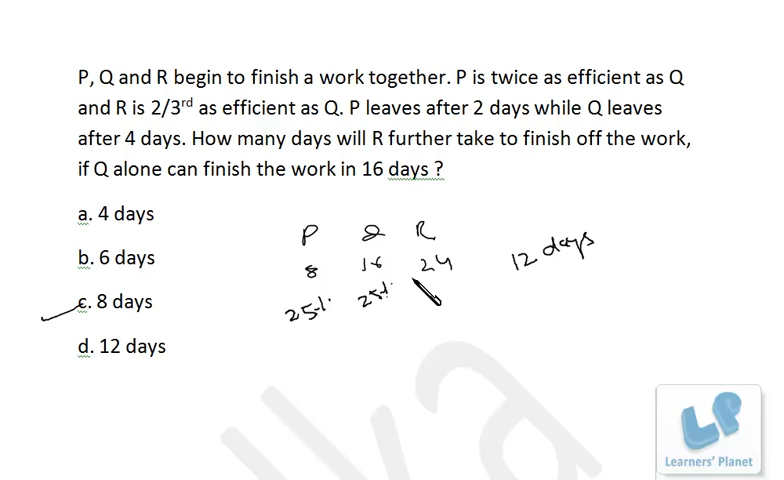 P, Q and R begin to finish a work together. P is twice as efficient as Q
and R is 2/3rd as efficient as Q. P leaves after 2 days while Q leaves
after 4 days. How many days will R further take to finish off the work,
if Q alone can finish the work in 16 days ?
a. 4 days
b. 6 days
c. 8 days
d. 12 days
P Q R
8 16 24
25% 25%
12 days
LP
Learners' Planet